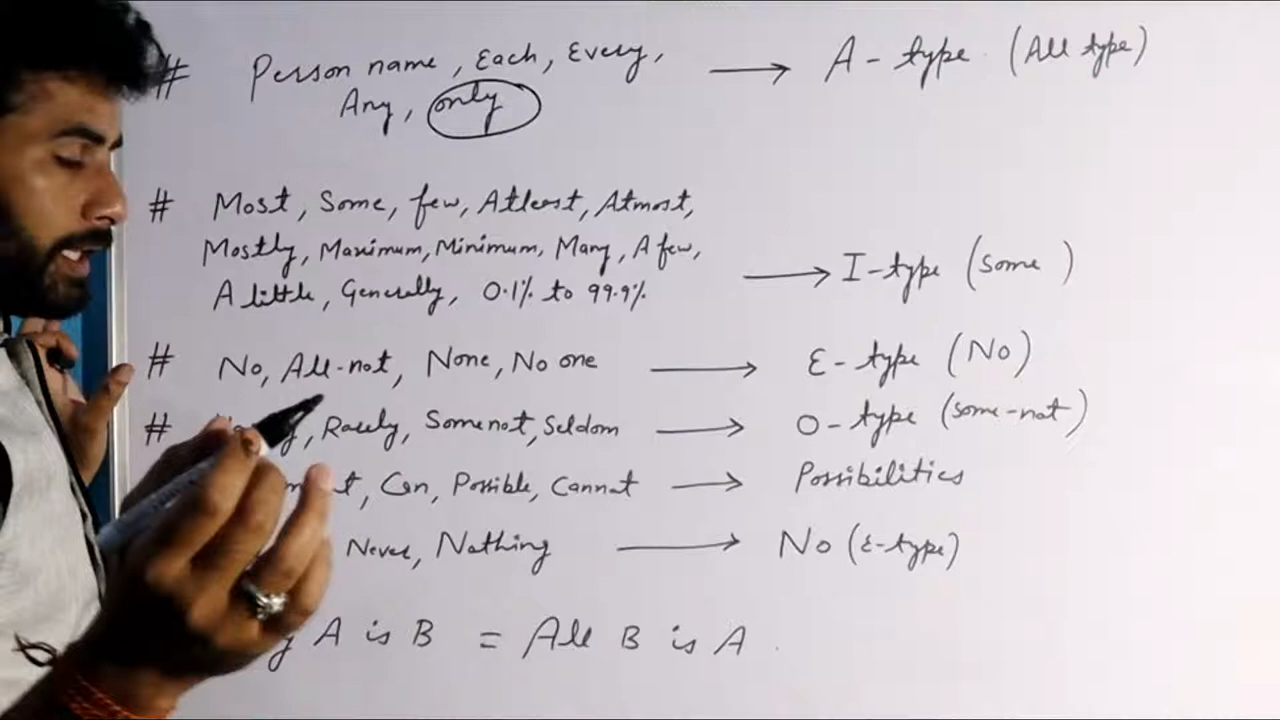 # Person name, Each, Every, → A-type. (All type)
Any, only
# Most, Some, few, Atleast, Atmost,
Mostly, Maximum, Minimum, Many, A few, → I-type (some)
A little, Generally, 0.1% to 99.9%
# No, All-not, None, No one → E-type (No)
# Rarely, Somenot, Seldom → O-type (some-not)
Can, Possible, Cannot → Possibilities
Never, Nothing → No (E-type)
A is B = All B is A.